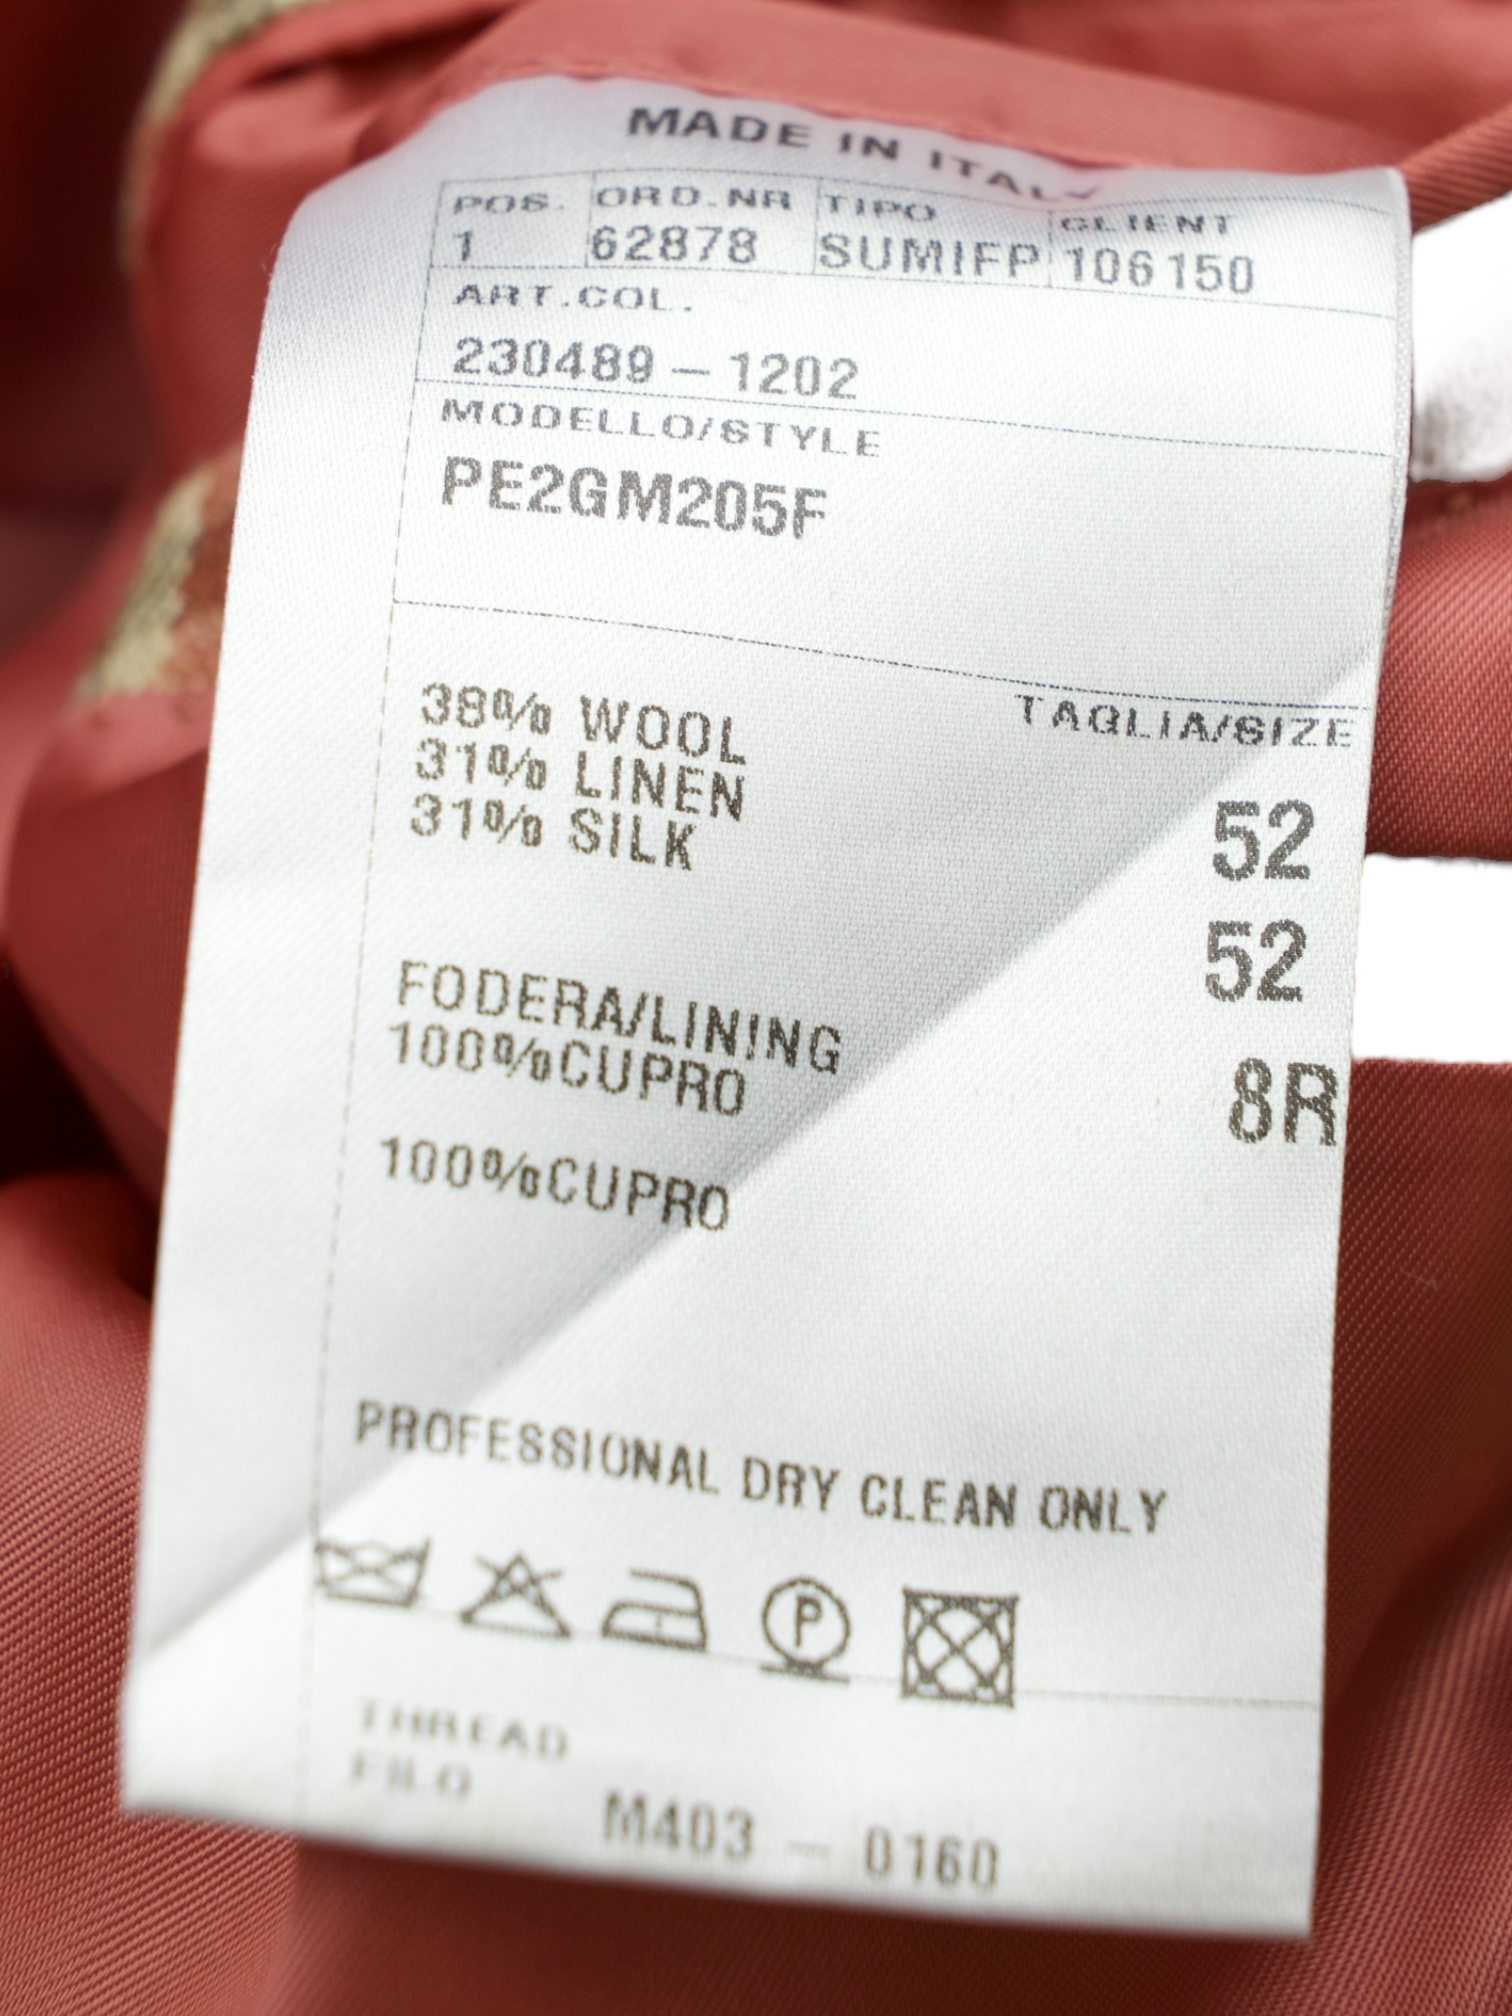 MADE IN ITALY
POS. ORD.NR TIPO CLIENT
1 62878 SUMIFP 106150
ART.COL.
230489 – 1202
MODELLO/STYLE
PE2GM205F
TAGLIA/SIZE
38% WOOL
31% LINEN
31% SILK
52
52
8R
FODERA/LINING
100%CUPRO
100%CUPRO
PROFESSIONAL DRY CLEAN ONLY
P
THREAD
FILO
M403 – 0160